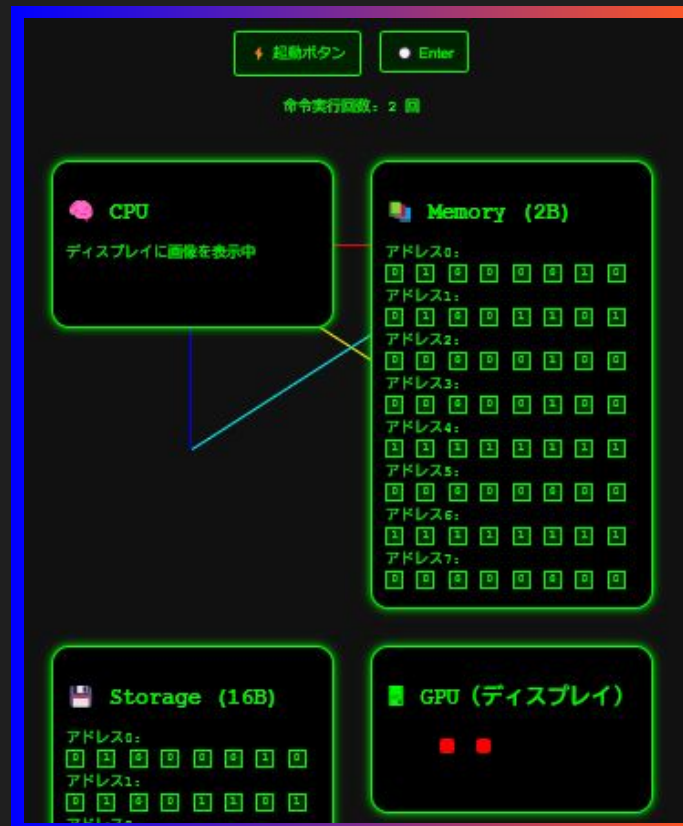 ⚡ 起動ボタン
⚪ Enter
命令実行回数: 2 回
🧠 CPU
ディスプレイに画像を表示中
📚 Memory (2B)
アドレス0:
0 1 0 0 0 0 1 0
アドレス1:
0 1 0 0 1 1 0 1
アドレス2:
0 0 0 0 0 1 0 0
アドレス3:
0 0 0 0 0 1 0 0
アドレス4:
1 1 1 1 1 1 1 1
アドレス5:
0 0 0 0 0 0 0 0
アドレス6:
1 1 1 1 1 1 1 1
アドレス7:
0 0 0 0 0 0 0 0
💾 Storage (16B)
アドレス0:
0 1 0 0 0 0 1 0
アドレス1:
0 1 0 0 1 1 0 1
GPU（ディスプレイ）